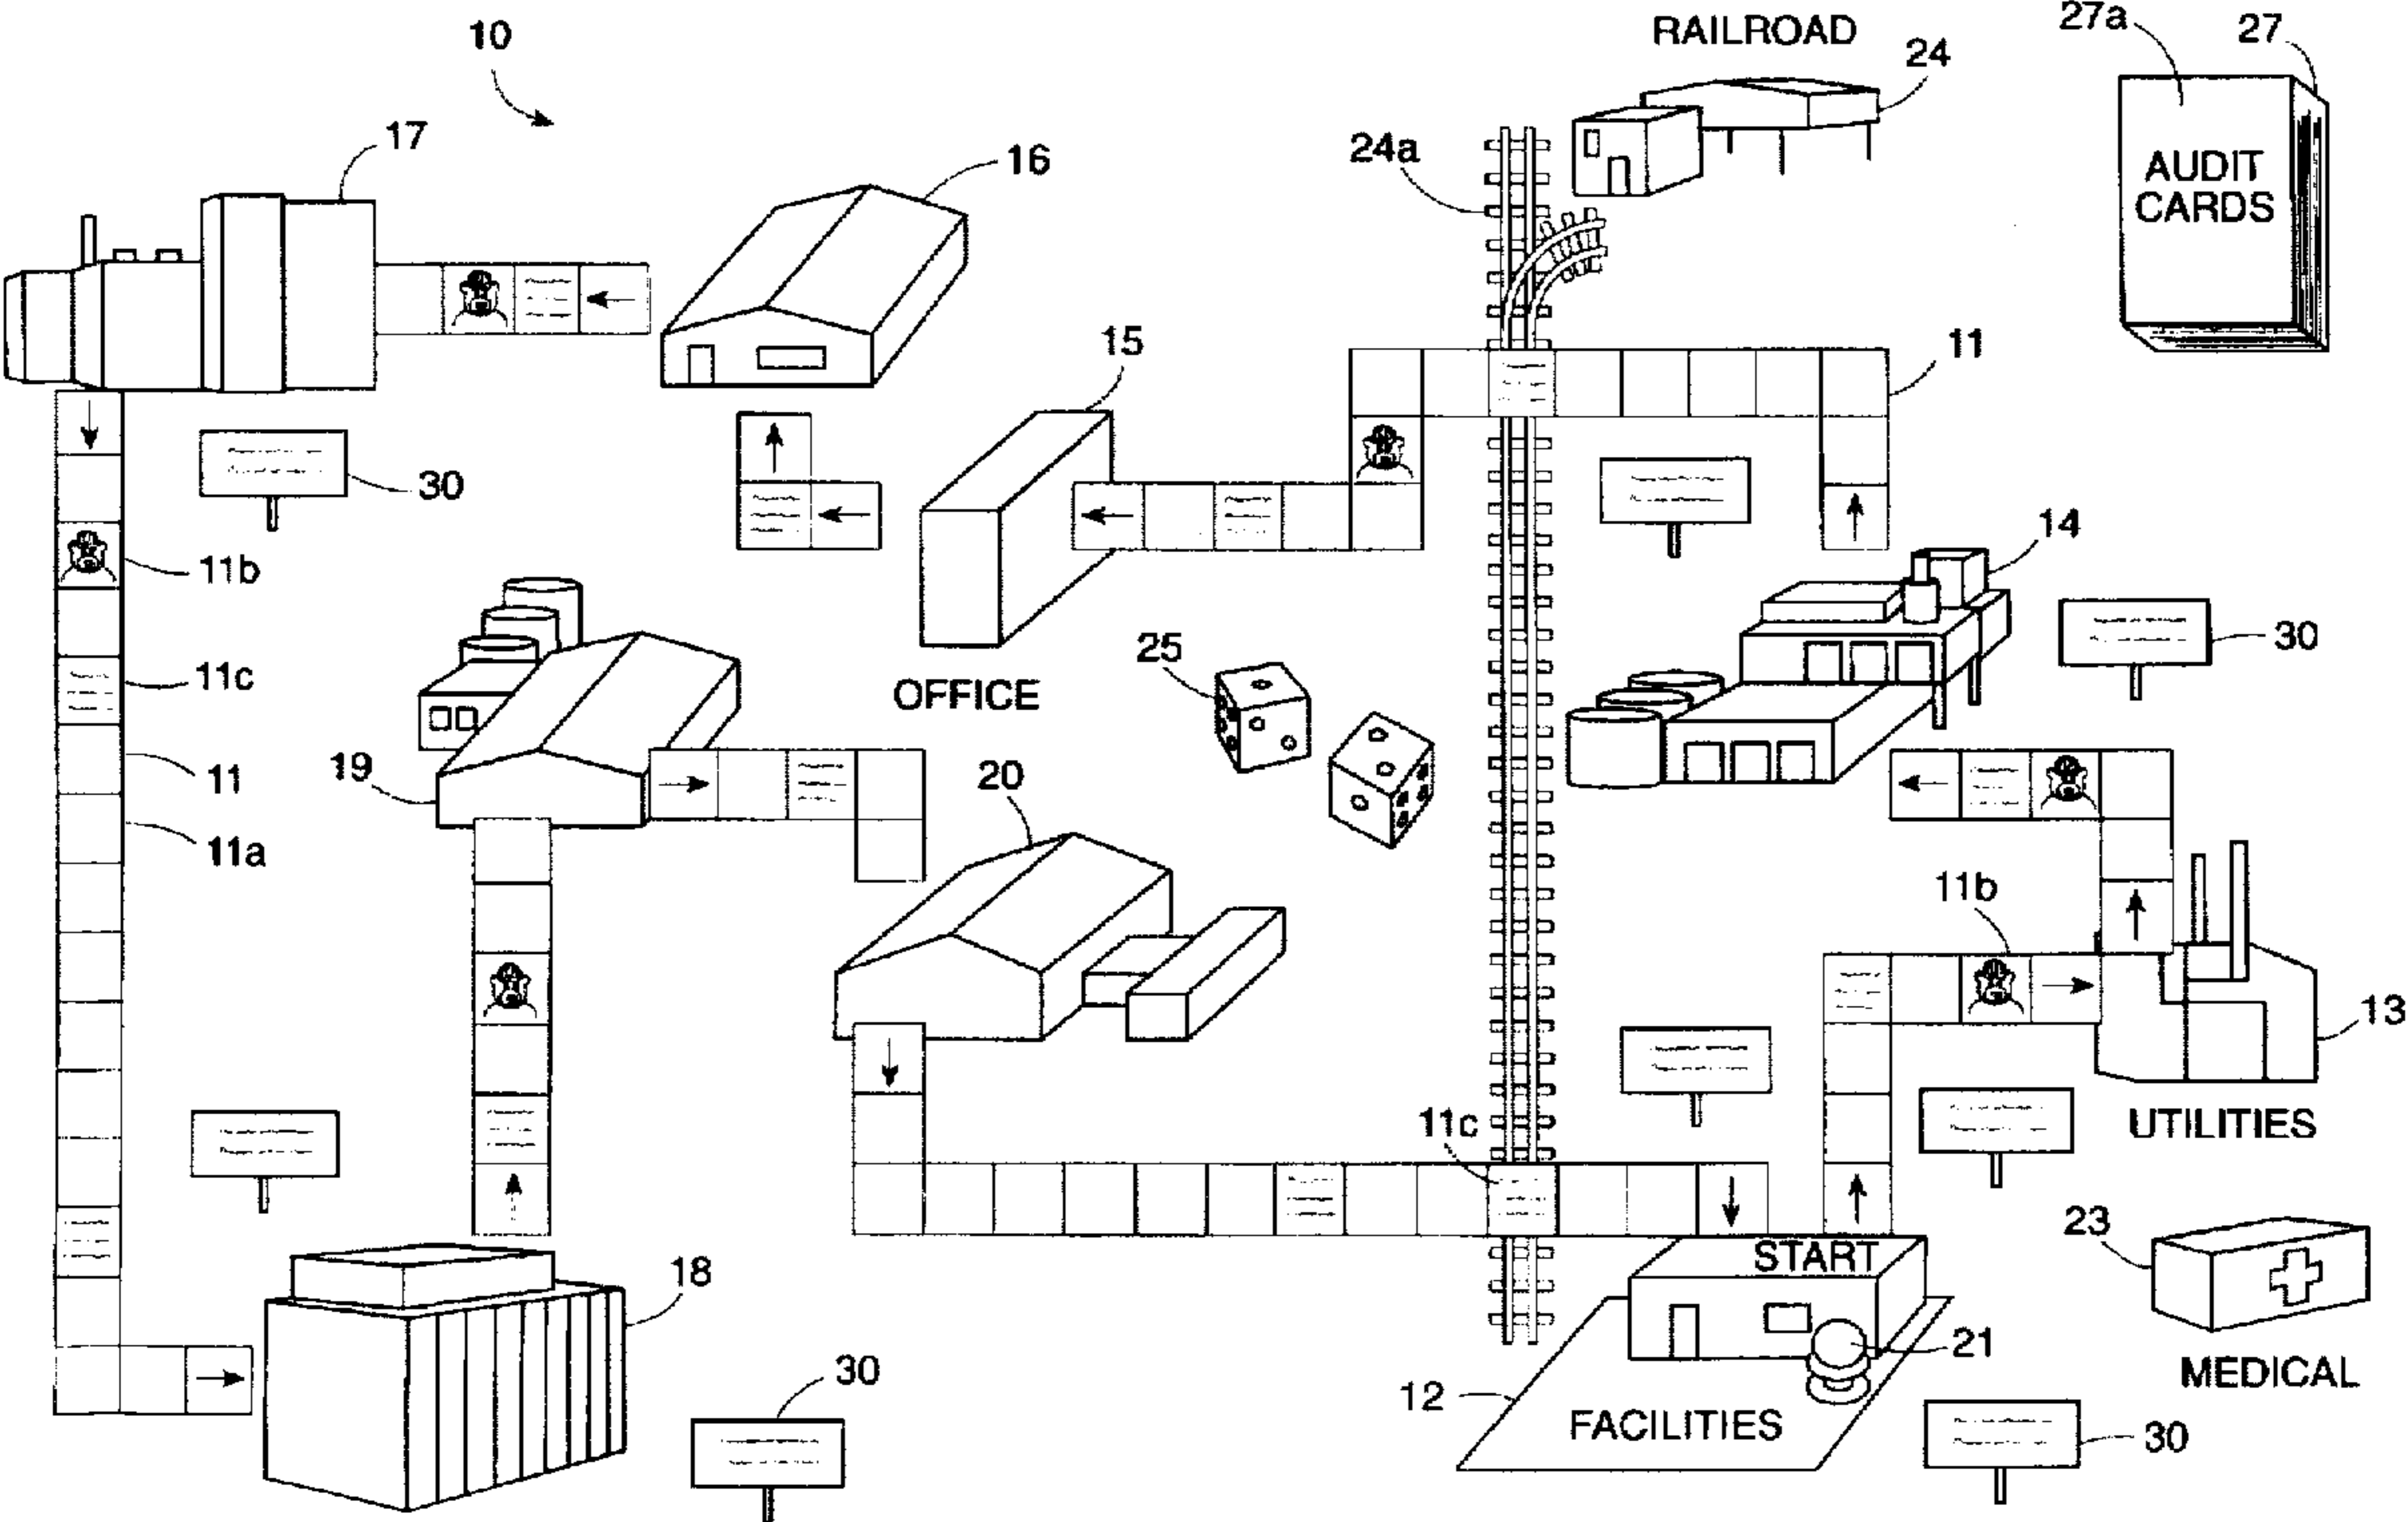 10
RAILROAD
27a
27
24
17
24a
16
AUDIT
CARDS
15
11
30
14
11b
30
25
11c
OFFICE
11
19
20
11a
11b
13
11c
UTILITIES
23
START
18
21
30
12
MEDICAL
FACILITIES
30